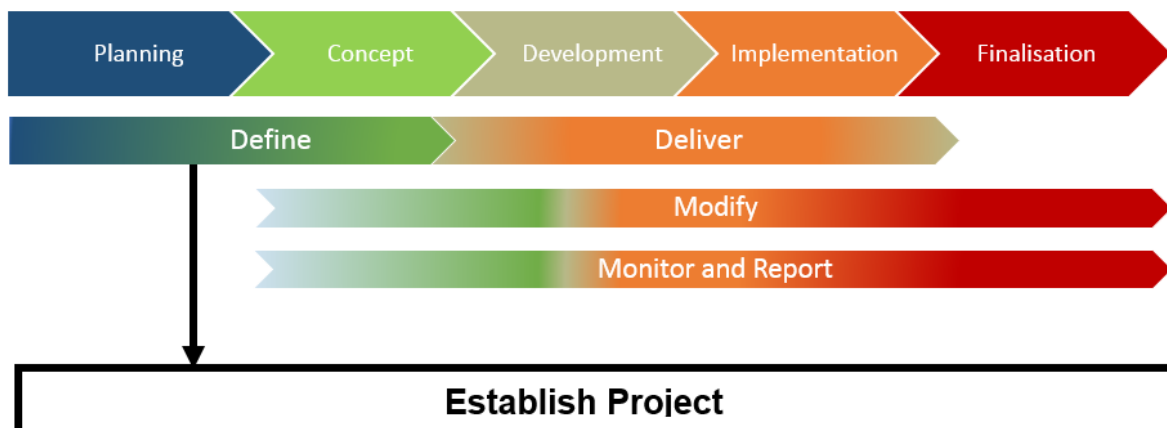 Planning Concept Development Implementation Finalisation
Define Deliver
Modify
Monitor and Report
Establish Project